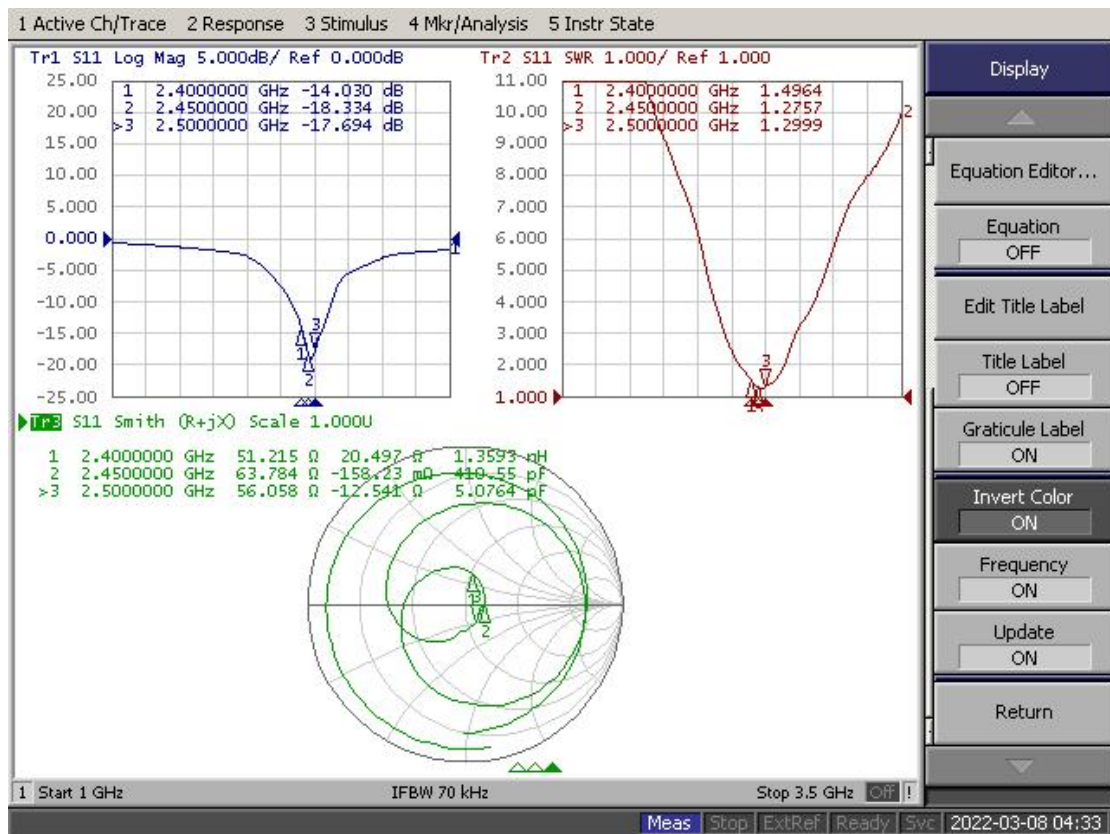 1 Active Ch/Trace 2 Response 3 Stimulus 4 Mkr/Analysis 5 Instr State
Tr1 S11 Log Mag 5.000dB/ Ref 0.000dB
25.00
20.00
15.00
10.00
5.000
0.000
-5.000
-10.00
-15.00
-20.00
-25.00
1 2.4000000 GHz -14.030 dB
2 2.4500000 GHz -18.334 dB
>3 2.5000000 GHz -17.694 dB
1
3
1
2
Tr2 S11 SWR 1.000/ Ref 1.000
11.00
10.00
9.000
8.000
7.000
6.000
5.000
4.000
3.000
2.000
1.000
1 2.4000000 GHz 1.4964
2 2.4500000 GHz 1.2757
>3 2.5000000 GHz 1.2999
2
3
Tr3 S11 Smith (R+jX) Scale 1.000U
1 2.4000000 GHz 51.215 Ω 20.497 Ω 1.3593 nH
2 2.4500000 GHz 63.784 Ω -158.23 mΩ 410.55 pF
>3 2.5000000 GHz 56.058 Ω -12.541 Ω 5.0764 pF
1
3
2
1 Start 1 GHz IFBW 70 kHz Stop 3.5 GHz Off !
Meas Stop ExtRef Ready Svc 2022-03-08 04:33
Display
Equation Editor...
Equation
OFF
Edit Title Label
Title Label
OFF
Graticule Label
ON
Invert Color
ON
Frequency
ON
Update
ON
Return